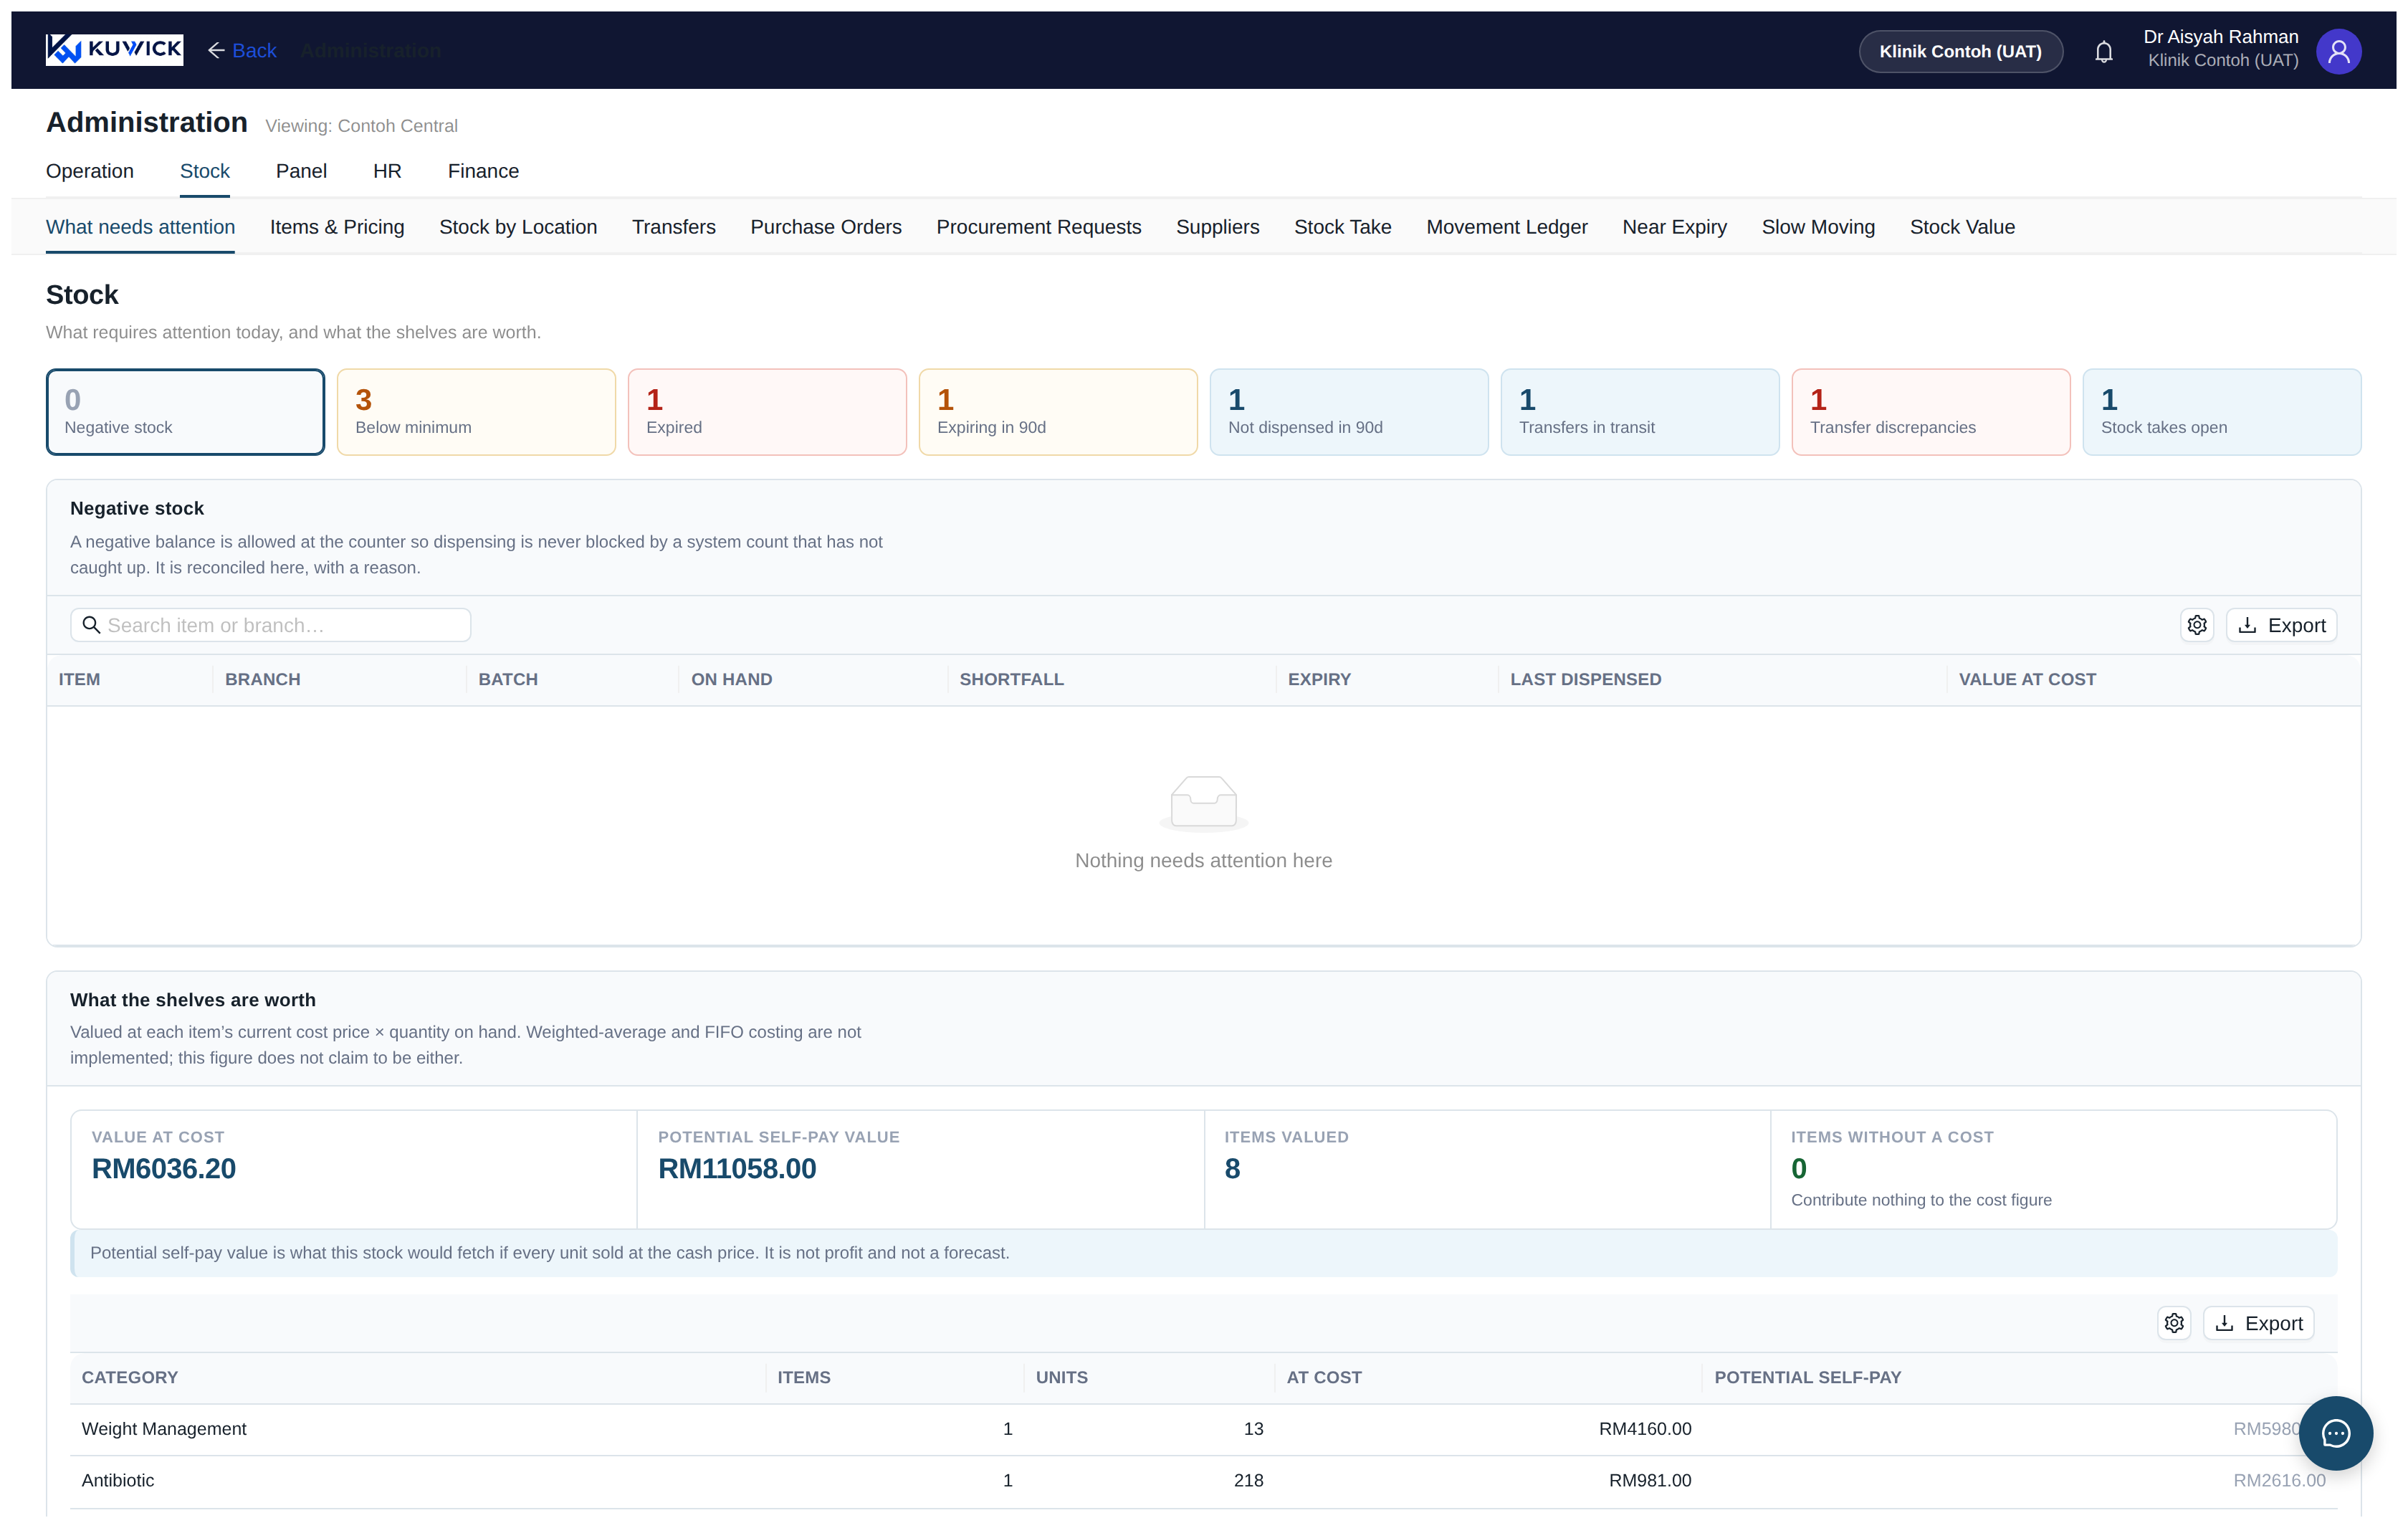 KUWICK
Back
Administration
Klinik Contoh (UAT)
Dr Aisyah Rahman
Klinik Contoh (UAT)
Administration
Viewing: Contoh Central
Operation
Stock
Panel
HR
Finance
What needs attention
Items & Pricing
Stock by Location
Transfers
Purchase Orders
Procurement Requests
Suppliers
Stock Take
Movement Ledger
Near Expiry
Slow Moving
Stock Value
Stock
What requires attention today, and what the shelves are worth.
0
Negative stock
3
Below minimum
1
Expired
1
Expiring in 90d
1
Not dispensed in 90d
1
Transfers in transit
1
Transfer discrepancies
1
Stock takes open
Negative stock
A negative balance is allowed at the counter so dispensing is never blocked by a system count that has not
caught up. It is reconciled here, with a reason.
Search item or branch…
Export
ITEM BRANCH BATCH ON HAND SHORTFALL EXPIRY LAST DISPENSED VALUE AT COST
Nothing needs attention here
What the shelves are worth
Valued at each item’s current cost price × quantity on hand. Weighted-average and FIFO costing are not
implemented; this figure does not claim to be either.
VALUE AT COST
RM6036.20
POTENTIAL SELF-PAY VALUE
RM11058.00
ITEMS VALUED
8
ITEMS WITHOUT A COST
0
Contribute nothing to the cost figure
Potential self-pay value is what this stock would fetch if every unit sold at the cash price. It is not profit and not a forecast.
Export
CATEGORY ITEMS UNITS AT COST POTENTIAL SELF-PAY
Weight Management 1 13 RM4160.00
Antibiotic 1 218 RM981.00 RM2616.00